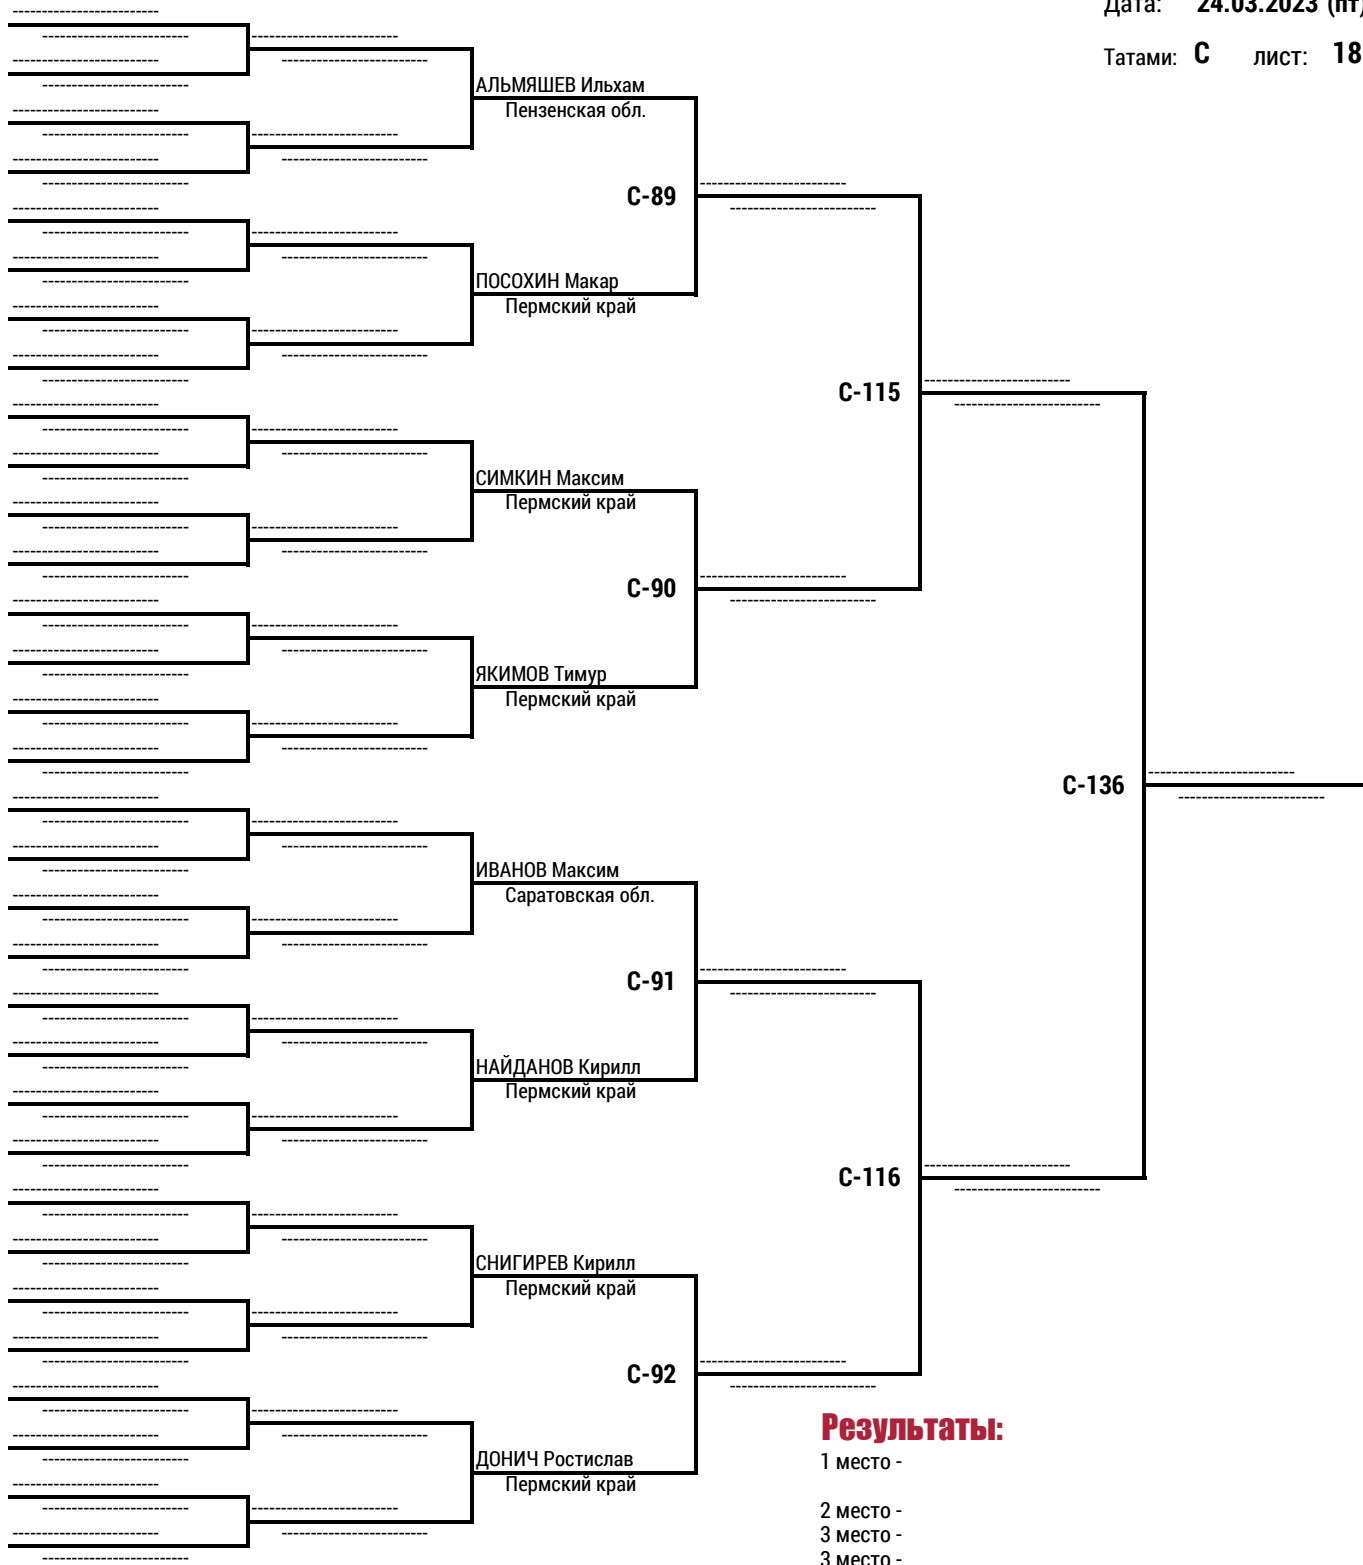 Дата: 24.03.2023 (пт)
Татами: C лист: 18
АЛЬМЯШЕВ Ильхам
Пензенская обл.
C-89
ПОСОХИН Макар
Пермский край
C-115
СИМКИН Максим
Пермский край
C-90
ЯКИМОВ Тимур
Пермский край
C-136
ИВАНОВ Максим
Саратовская обл.
C-91
НАЙДАНОВ Кирилл
Пермский край
C-116
СНИГИРЕВ Кирилл
Пермский край
C-92
ДОНИЧ Ростислав
Пермский край
Результаты:
1 место -
2 место -
3 место -
3 место -